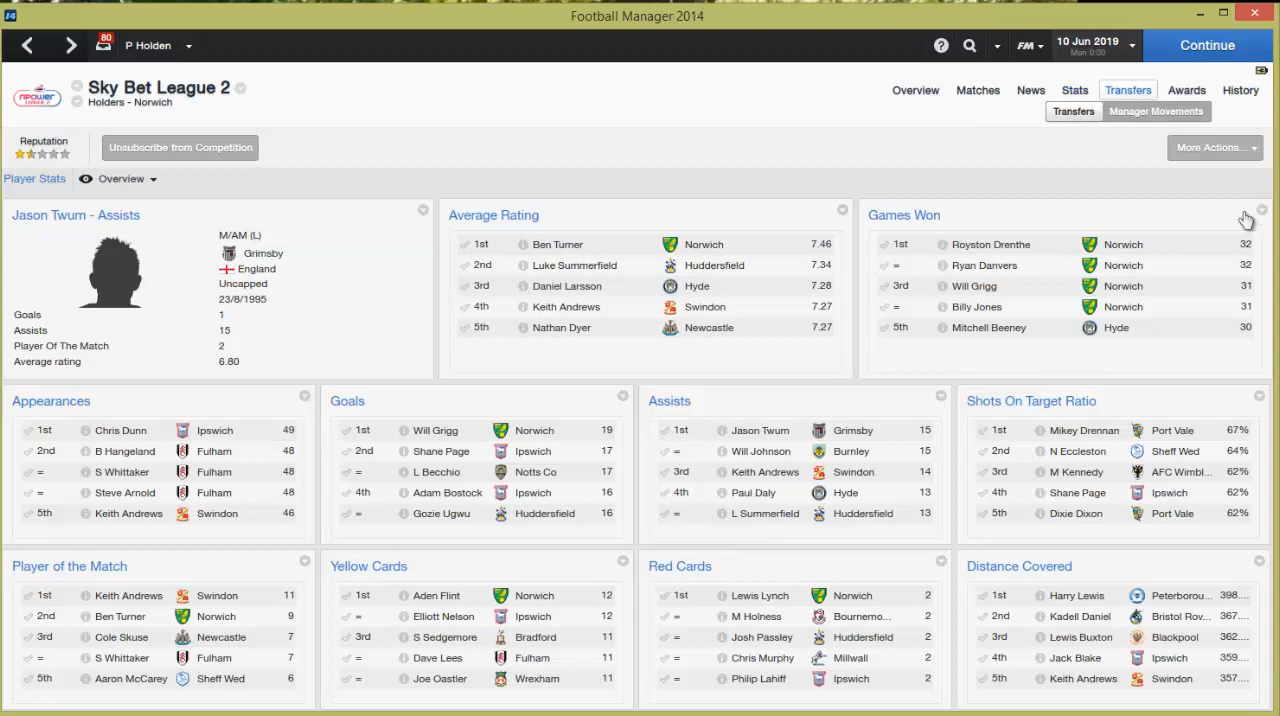 Football Manager 2014
80
P Holden
FM
10 Jun 2019
Mon 0:00
Continue
Sky Bet League 2
Holders - Norwich
npower
Overview Matches News Stats Transfers Awards History
Transfers Manager Movements
Reputation
Unsubscribe from Competition
More Actions...
Player Stats Overview
Jason Twum - Assists
M/AM (L)
Grimsby
England
Uncapped
23/8/1995
Goals 1
Assists 15
Player Of The Match 2
Average rating 6.80
Average Rating
1st Ben Turner Norwich 7.46
2nd Luke Summerfield Huddersfield 7.34
3rd Daniel Larsson Hyde 7.28
4th Keith Andrews Swindon 7.27
5th Nathan Dyer Newcastle 7.27
Games Won
1st Royston Drenthe Norwich 32
= Ryan Danvers Norwich 32
3rd Will Grigg Norwich 31
= Billy Jones Norwich 31
5th Mitchell Beeney Hyde 30
Appearances
1st Chris Dunn Ipswich 49
2nd B Hangeland Fulham 48
= S Whittaker Fulham 48
= Steve Arnold Fulham 48
5th Keith Andrews Swindon 46
Goals
1st Will Grigg Norwich 19
2nd Shane Page Ipswich 17
= L Becchio Notts Co 17
4th Adam Bostock Ipswich 16
= Gozie Ugwu Huddersfield 16
Assists
1st Jason Twum Grimsby 15
= Will Johnson Burnley 15
3rd Keith Andrews Swindon 14
4th Paul Daly Hyde 13
= L Summerfield Huddersfield 13
Shots On Target Ratio
1st Mikey Drennan Port Vale 67%
2nd N Eccleston Sheff Wed 64%
3rd M Kennedy AFC Wimbl... 62%
4th Shane Page Ipswich 62%
5th Dixie Dixon Port Vale 62%
Player of the Match
1st Keith Andrews Swindon 11
2nd Ben Turner Norwich 9
3rd Cole Skuse Newcastle 7
= S Whittaker Fulham 7
5th Aaron McCarey Sheff Wed 6
Yellow Cards
1st Aden Flint Norwich 12
= Elliott Nelson Ipswich 12
3rd S Sedgemore Bradford 11
= Dave Lees Fulham 11
= Joe Oastler Wrexham 11
Red Cards
1st Lewis Lynch Norwich 2
= M Holness Bournemo... 2
= Josh Passley Huddersfield 2
= Chris Murphy Millwall 2
= Philip Lahiff Ipswich 2
Distance Covered
1st Harry Lewis Peterboro... 398....
2nd Kadell Daniel Bristol Rov... 367....
3rd Lewis Buxton Blackpool 362....
4th Jack Blake Ipswich 359....
5th Keith Andrews Swindon 357....